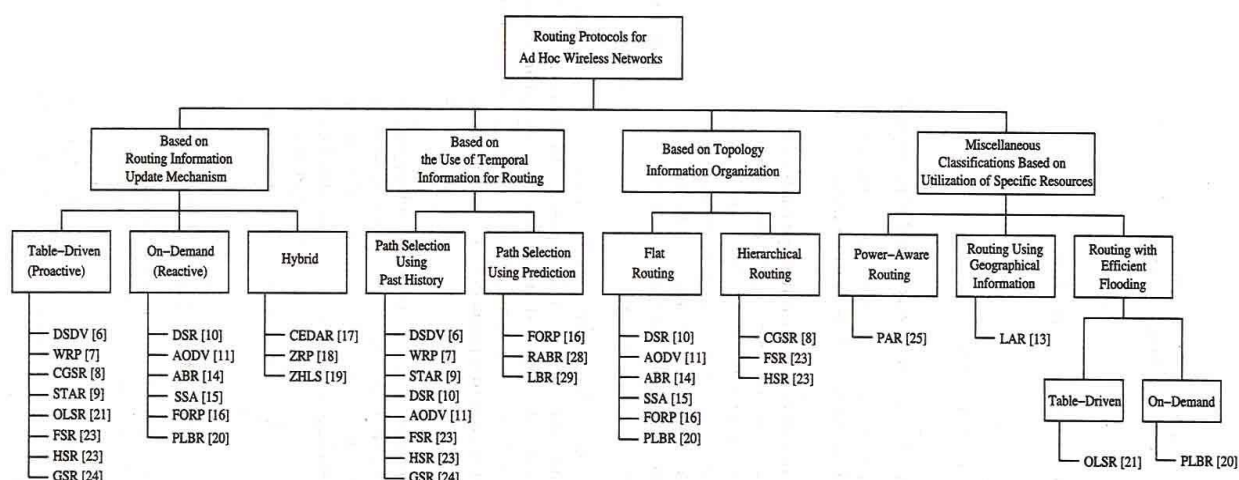 Routing Protocols for
Ad Hoc Wireless Networks
Based on
Routing Information
Update Mechanism
Based on
the Use of Temporal
Information for Routing
Based on Topology
Information Organization
Miscellaneous
Classifications Based on
Utilization of Specific Resources
Table–Driven
(Proactive)
On–Demand
(Reactive)
Hybrid
Path Selection
Using
Past History
Path Selection
Using Prediction
Flat
Routing
Hierarchical
Routing
Power–Aware
Routing
Routing Using
Geographical
Information
Routing with
Efficient
Flooding
DSDV [6]
WRP [7]
CGSR [8]
STAR [9]
OLSR [21]
FSR [23]
HSR [23]
GSR [24]
DSR [10]
AODV [11]
ABR [14]
SSA [15]
FORP [16]
PLBR [20]
CEDAR [17]
ZRP [18]
ZHLS [19]
DSDV [6]
WRP [7]
STAR [9]
DSR [10]
AODV [11]
FSR [23]
HSR [23]
GSR [24]
FORP [16]
RABR [28]
LBR [29]
DSR [10]
AODV [11]
ABR [14]
SSA [15]
FORP [16]
PLBR [20]
CGSR [8]
FSR [23]
HSR [23]
PAR [25]
LAR [13]
Table–Driven
On–Demand
OLSR [21]
PLBR [20]